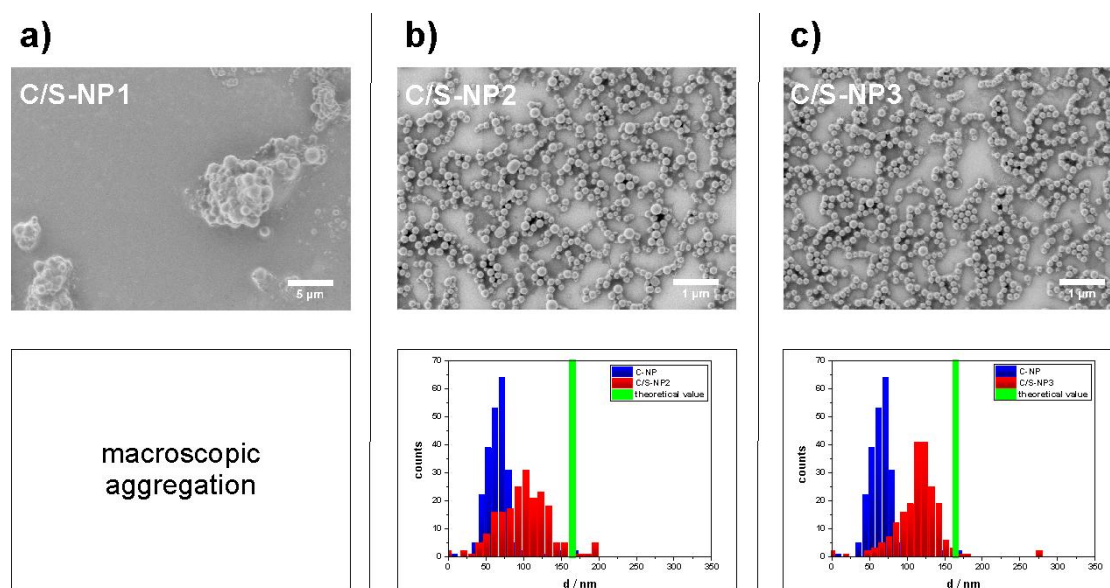 a)
C/S-NP1
5 µm
macroscopic
aggregation
b)
C/S-NP2
1 µm
70
60
50
40
30
20
10
0
counts
C-NP
C/S-NP2
theoretical value
0 50 100 150 200 250 300 350
d / nm
c)
C/S-NP3
1 µm
70
60
50
40
30
20
10
0
counts
C-NP
C/S-NP3
theoretical value
0 50 100 150 200 250 300 350
d / nm